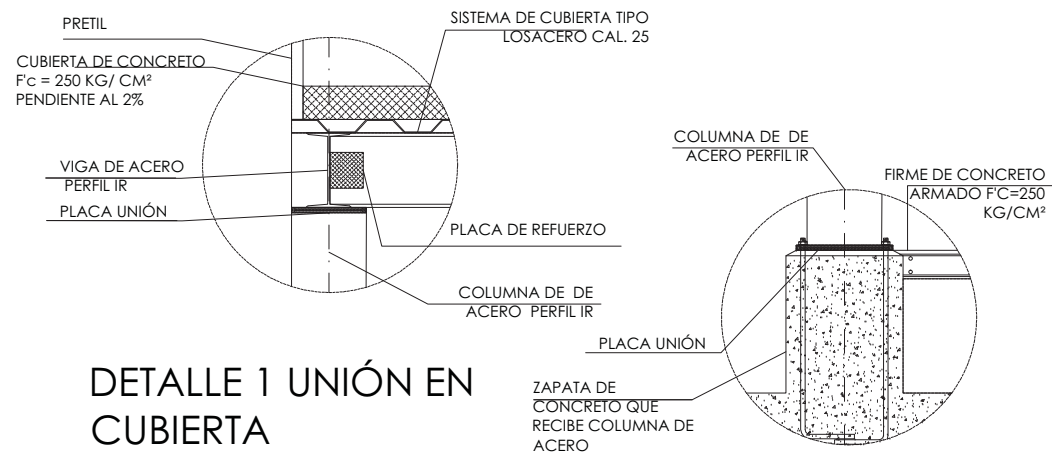 PRETIL
CUBIERTA DE CONCRETO
F'c = 250 KG/ CM²
PENDIENTE AL 2%
VIGA DE ACERO
PERFIL IR
PLACA UNIÓN
SISTEMA DE CUBIERTA TIPO
LOSACERO CAL. 25
PLACA DE REFUERZO
COLUMNA DE DE
ACERO PERFIL IR
DETALLE 1 UNIÓN EN
CUBIERTA
COLUMNA DE DE
ACERO PERFIL IR
FIRME DE CONCRETO
ARMADO F'C=250
KG/CM²
PLACA UNIÓN
ZAPATA DE
CONCRETO QUE
RECIBE COLUMNA DE
ACERO